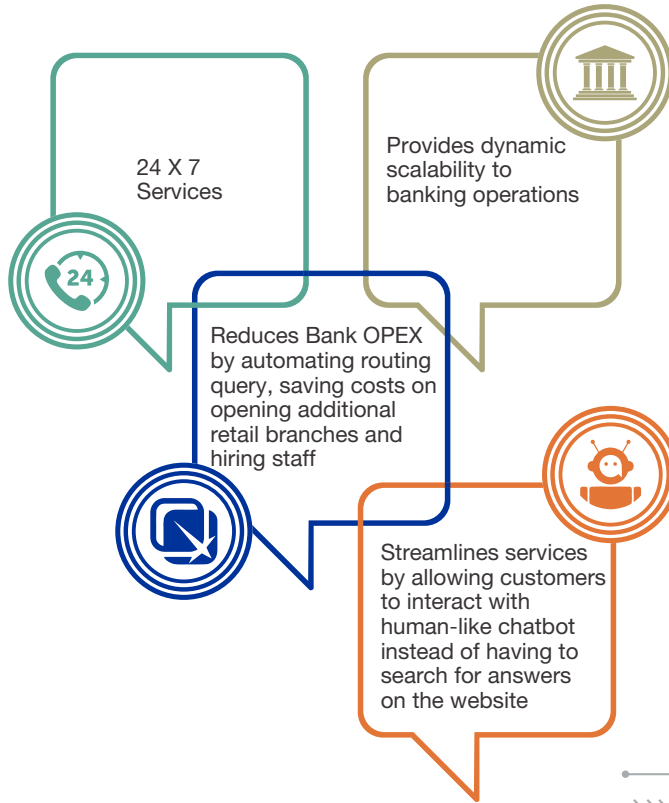 24 X 7
Services
24
Provides dynamic
scalability to
banking operations
Reduces Bank OPEX
by automating routing
query, saving costs on
opening additional
retail branches and
hiring staff
Streamlines services
by allowing customers
to interact with
human-like chatbot
instead of having to
search for answers
on the website